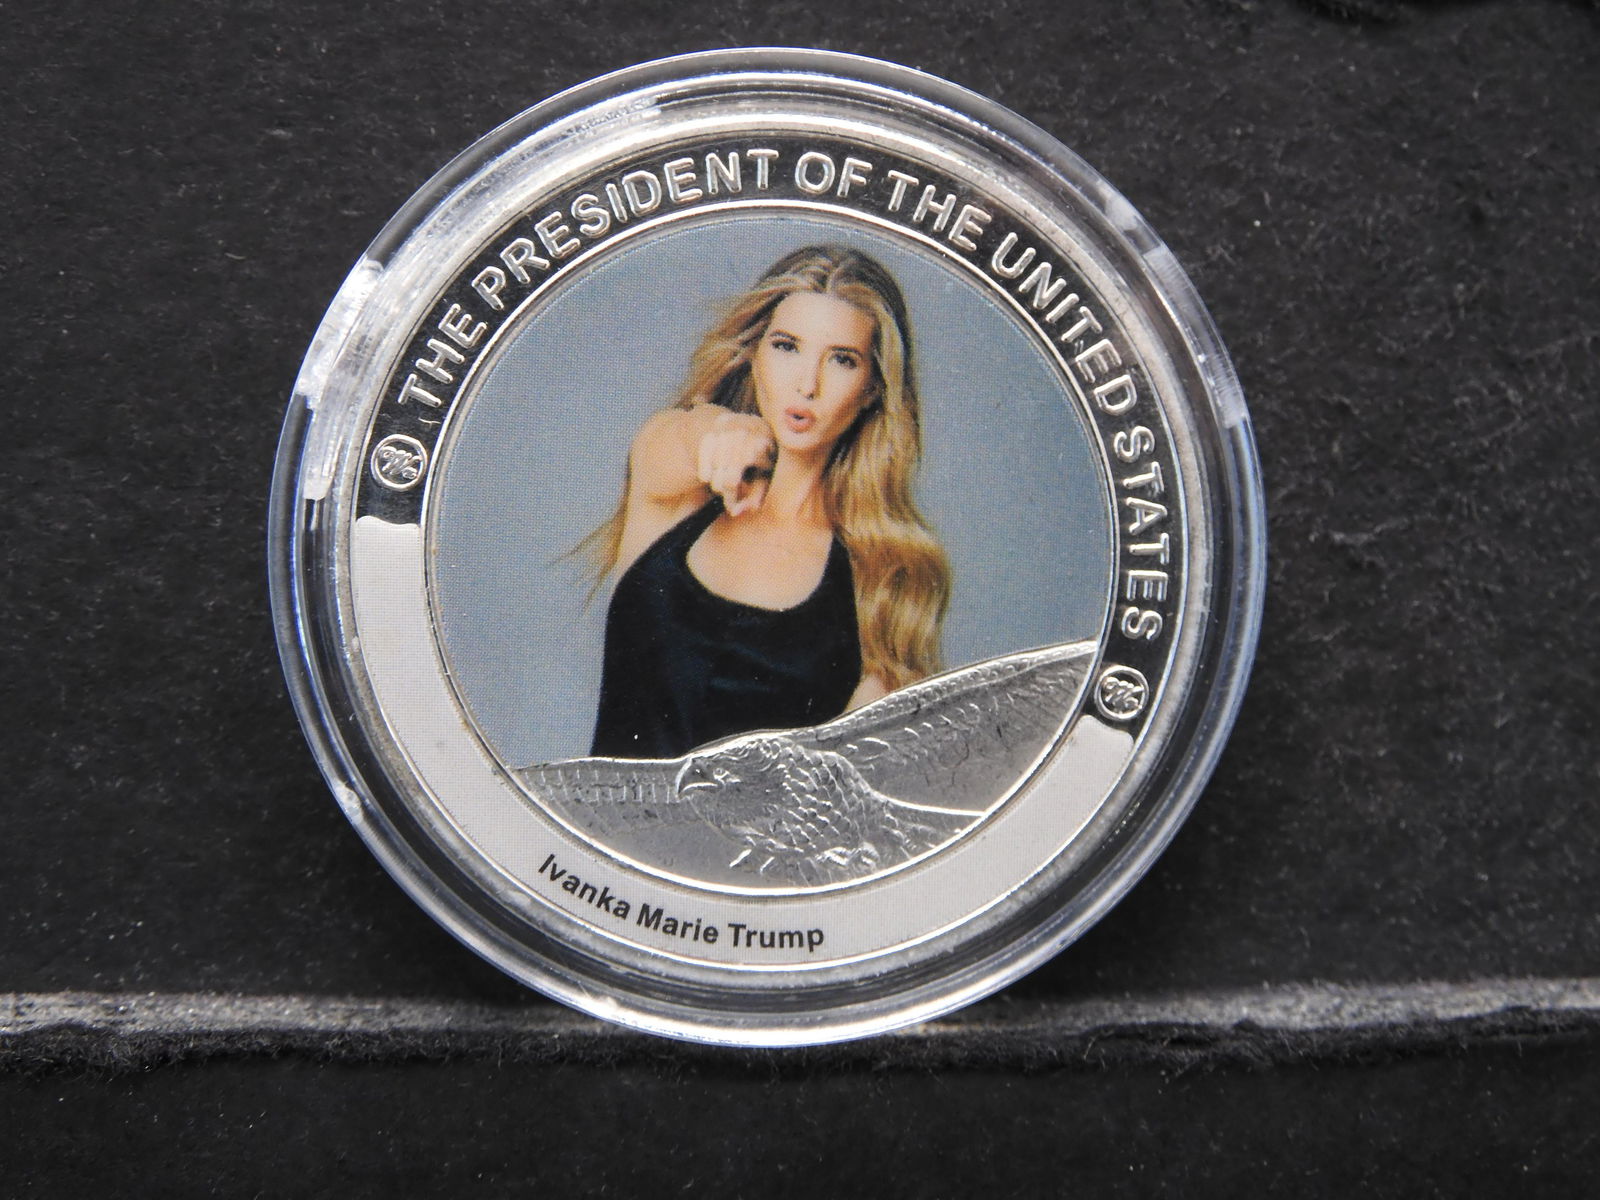 THE PRESIDENT OF THE UNITED STATES
Ivanka Marie Trump